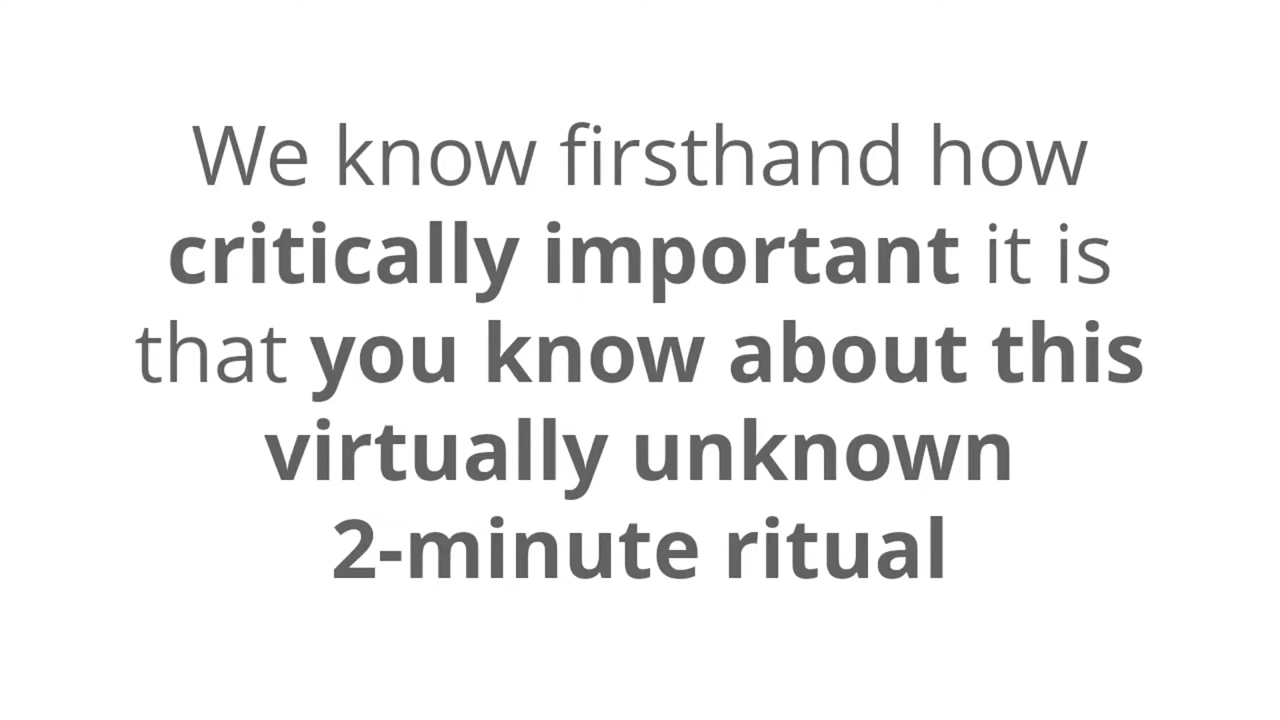 We know firsthand how
critically important it is
that you know about this
virtually unknown
2-minute ritual